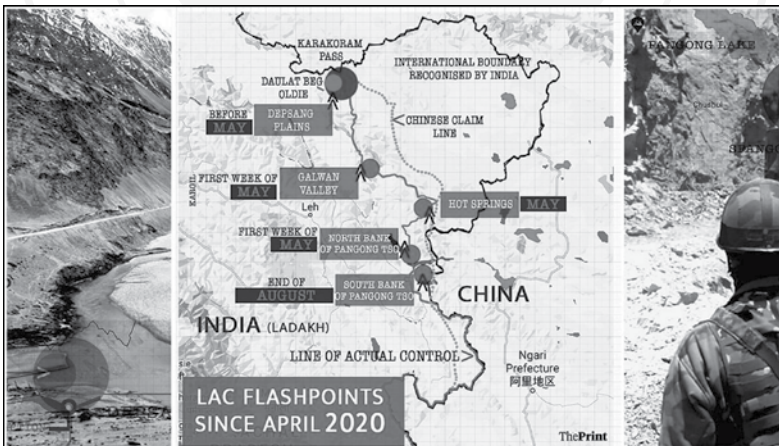 KARAKORAM
PASS
INTERNATIONAL BOUNDARY
RECOGNISED BY INDIA
DAULAT BEG
OLDIE
BEFORE
MAY
DEPSANG
PLAINS
CHINESE CLAIM
LINE
FIRST WEEK OF
MAY
GALWAN
VALLEY
KARGIL
Leh
HOT SPRINGS
MAY
FIRST WEEK OF
MAY
NORTH BANK
OF PANGONG TSO
END OF
AUGUST
SOUTH BANK
OF PANGONG TSO
CHINA
INDIA (LADAKH)
LINE OF ACTUAL CONTROL
Ngari
Prefecture
阿里地区
LAC FLASHPOINTS
SINCE APRIL 2020
ThePrint
PANGONG LAKE